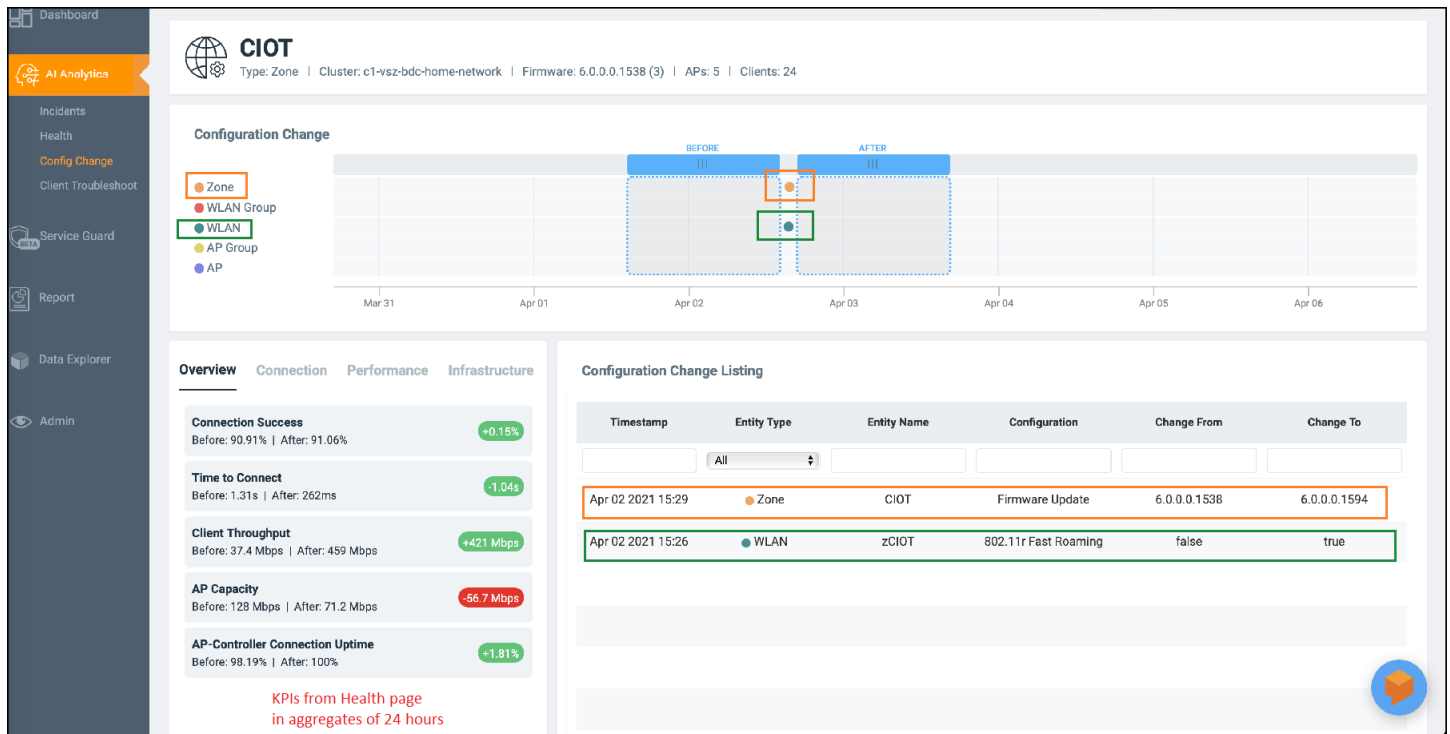 Dashboard
AI Analytica
Incidents
Health
Config Change
Client Troubleshoot
Service Guard
BETA
Report
Data Explorer
Admin
CIOT
Type: Zone | Cluster: c1-vsz-bdc-home-network | Firmware: 6.0.0.0.1538 (3) | APs: 5 | Clients: 24
Configuration Change
BEFORE AFTER
Zone
WLAN Group
WLAN
AP Group
AP
Mar 31 Apr 01 Apr 02 Apr 03 Apr 04 Apr 05 Apr 06
Overview Connection Performance Infrastructure
Connection Success
Before: 90.91% | After: 91.06%
+0.15%
Time to Connect
Before: 1.31s | After: 262ms
-1.04s
Client Throughput
Before: 37.4 Mbps | After: 459 Mbps
+421 Mbps
AP Capacity
Before: 128 Mbps | After: 71.2 Mbps
-56.7 Mbps
AP-Controller Connection Uptime
Before: 98.19% | After: 100%
+1.81%
KPIs from Health page
in aggregates of 24 hours
Configuration Change Listing
Timestamp Entity Type Entity Name Configuration Change From Change To
All
Apr 02 2021 15:29 Zone CIOT Firmware Update 6.0.0.0.1538 6.0.0.0.1594
Apr 02 2021 15:26 WLAN zCIOT 802.11r Fast Roaming false true